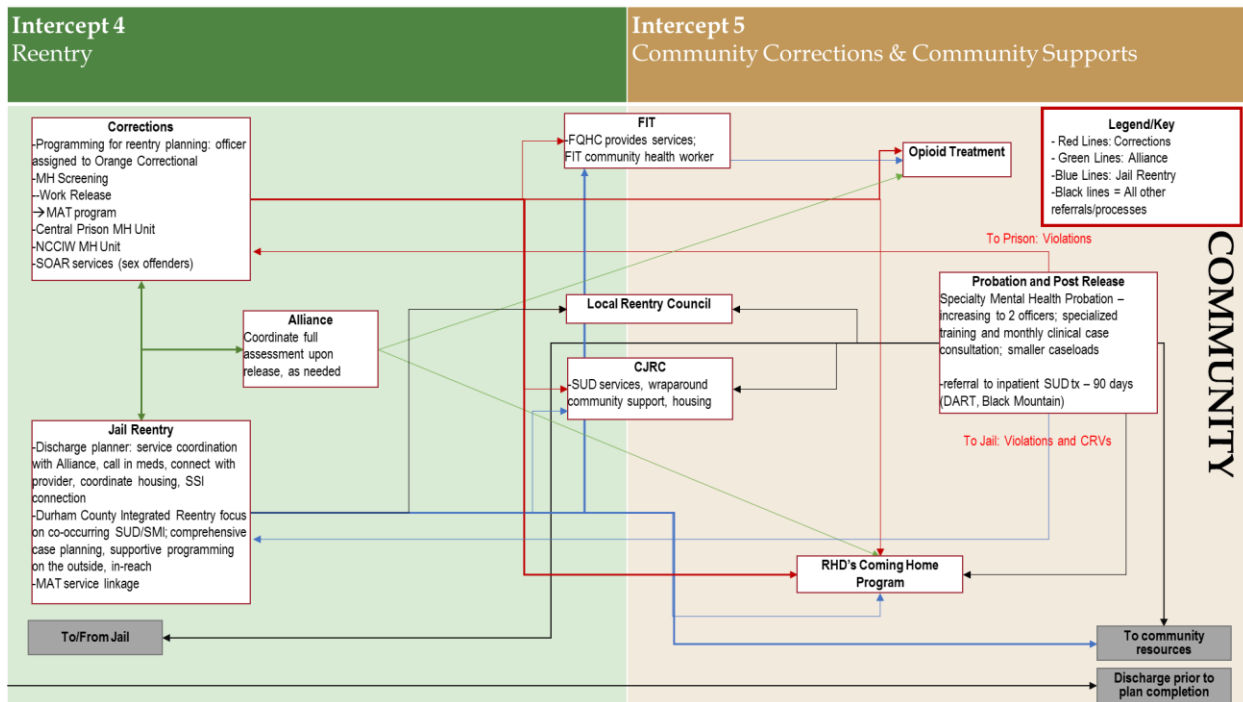 Intercept 4
Reentry
Intercept 5
Community Corrections & Community Supports
Corrections
-Programming for reentry planning: officer
assigned to Orange Correctional
-MH Screening
--Work Release
→MAT program
-Central Prison MH Unit
-NCCIW MH Unit
-SOAR services (sex offenders)
FIT
-FQHC provides services;
FIT community health worker
Opioid Treatment
Legend/Key
- Red Lines: Corrections
- Green Lines: Alliance
-Blue Lines: Jail Reentry
-Black lines = All other
referrals/processes
To Prison: Violations
COMMUNITY
Alliance
Coordinate full
assessment upon
release, as needed
Local Reentry Council
CJRC
-SUD services, wraparound
community support, housing
Probation and Post Release
Specialty Mental Health Probation –
increasing to 2 officers; specialized
training and monthly clinical case
consultation; smaller caseloads
-referral to inpatient SUD tx – 90 days
(DART, Black Mountain)
To Jail: Violations and CRVs
Jail Reentry
-Discharge planner: service coordination
with Alliance, call in meds, connect with
provider, coordinate housing, SSI
connection
-Durham County Integrated Reentry focus
on co-occurring SUD/SMI; comprehensive
case planning, supportive programming
on the outside, in-reach
-MAT service linkage
RHD's Coming Home
Program
To/From Jail
To community
resources
Discharge prior to
plan completion